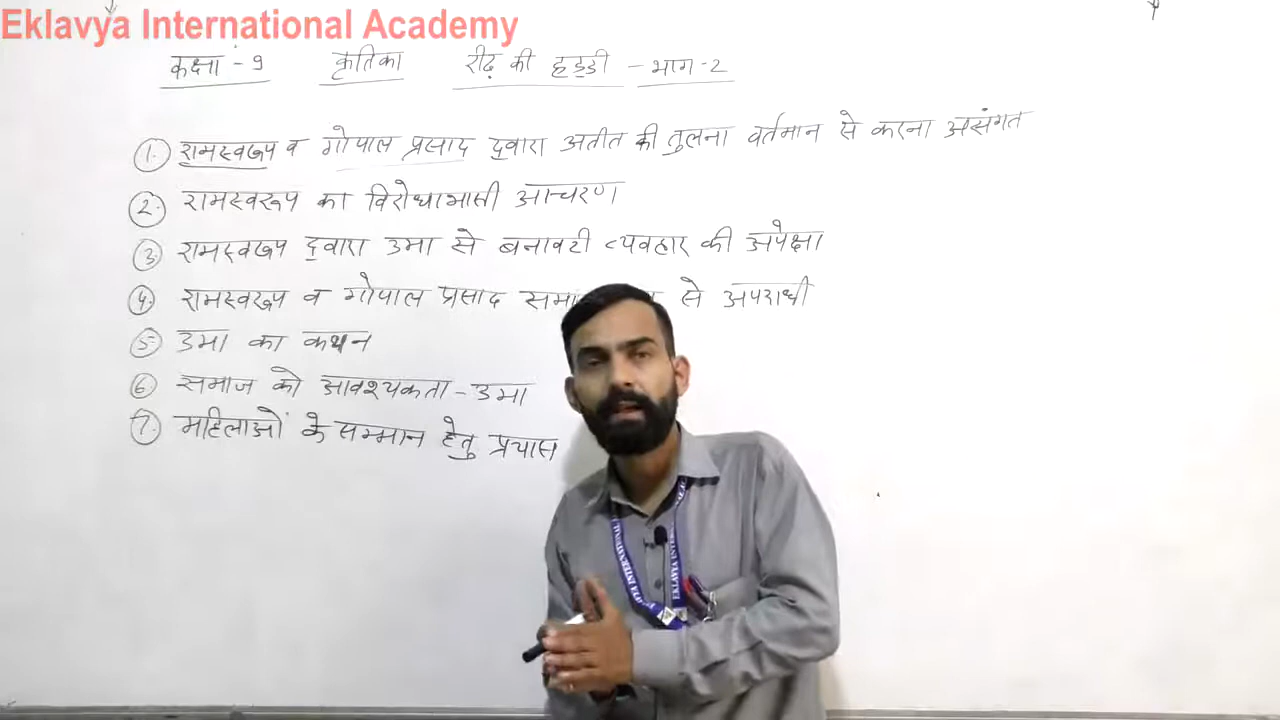 Eklavya International Academy
कक्षा - 9 कृतिका रीढ़ की हड्डी - भाग-2
1. रामस्वरूप व गोपाल प्रसाद द्वारा अतीत की तुलना वर्तमान से करना असंगत
2. रामस्वरूप का विरोधाभासी आचरण
3. रामस्वरूप द्वारा उमा से बनावटी व्यवहार की अपेक्षा
4. रामस्वरूप व गोपाल प्रसाद से अपराधी
5. उमा का कथन
6 समाज को आवश्यकता - उमा
7. महिलाओं के सम्मान हेतु प्रयास